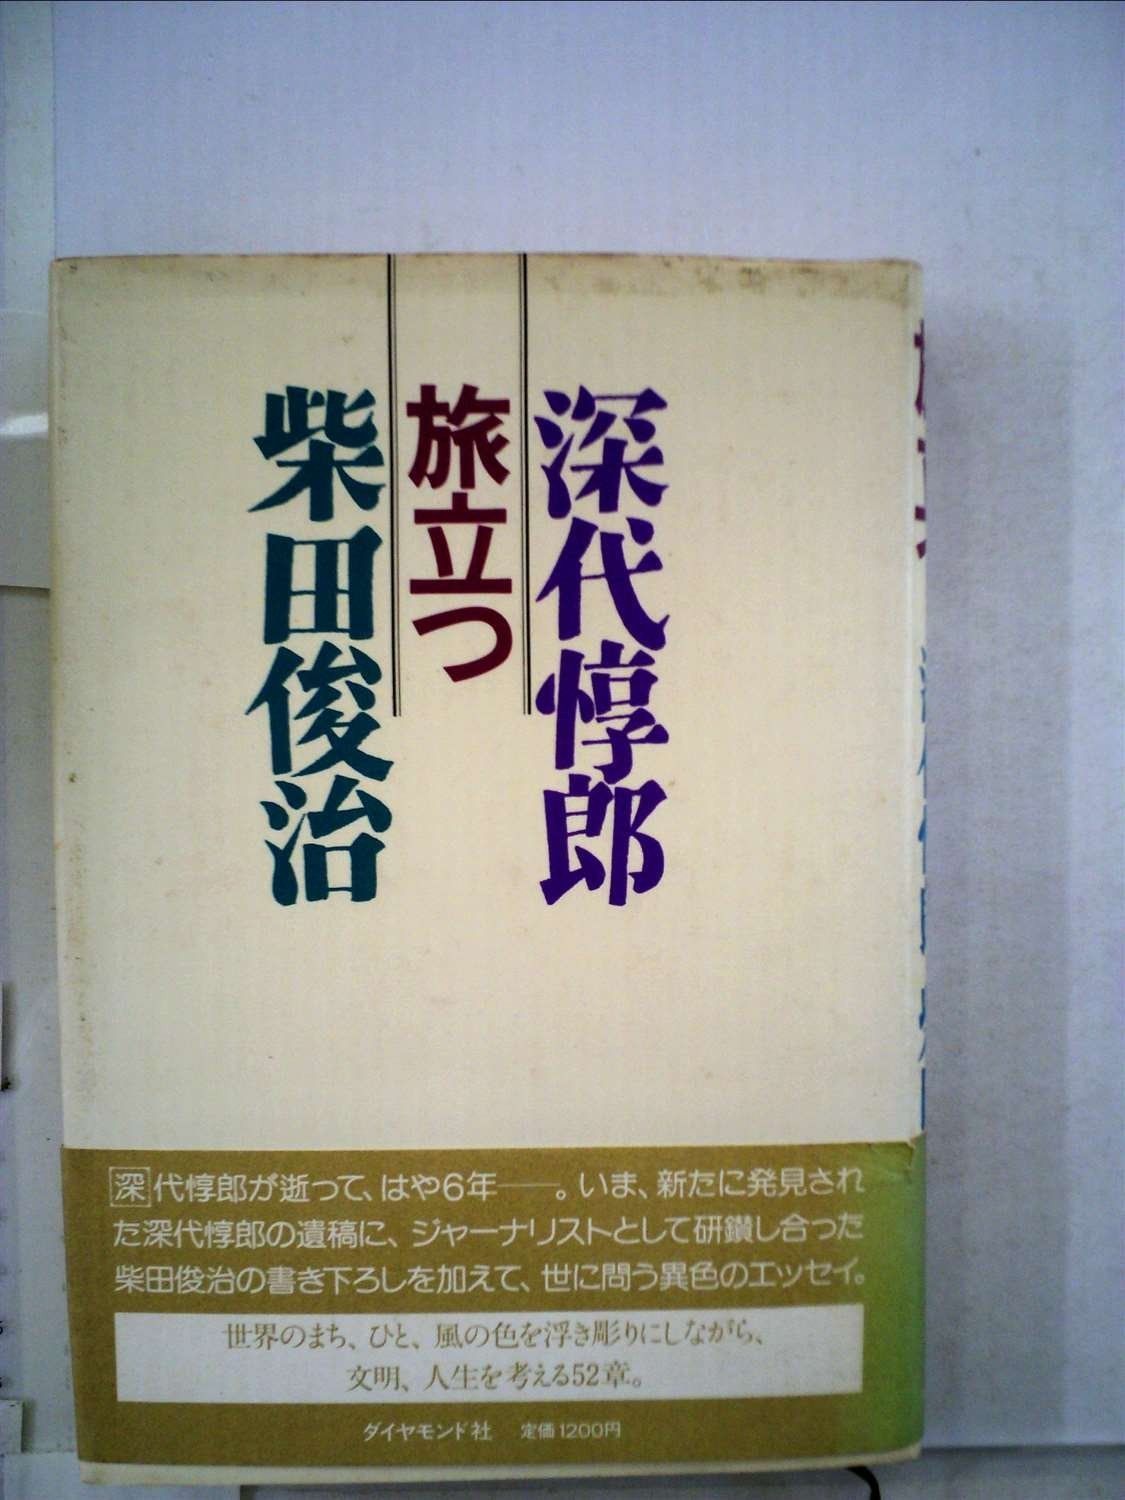 深代惇郎
旅立つ
柴田俊治
深代惇郎が逝って、はや6年――。いま、新たに発見され
た深代惇郎の遺稿に、ジャーナリストとして研鑽し合った
柴田俊治の書き下ろしを加えて、世に問う異色のエッセイ。
世界のまち、ひと、風の色を浮き彫りにしながら、
文明、人生を考える52章。
ダイヤモンド社 定価1200円